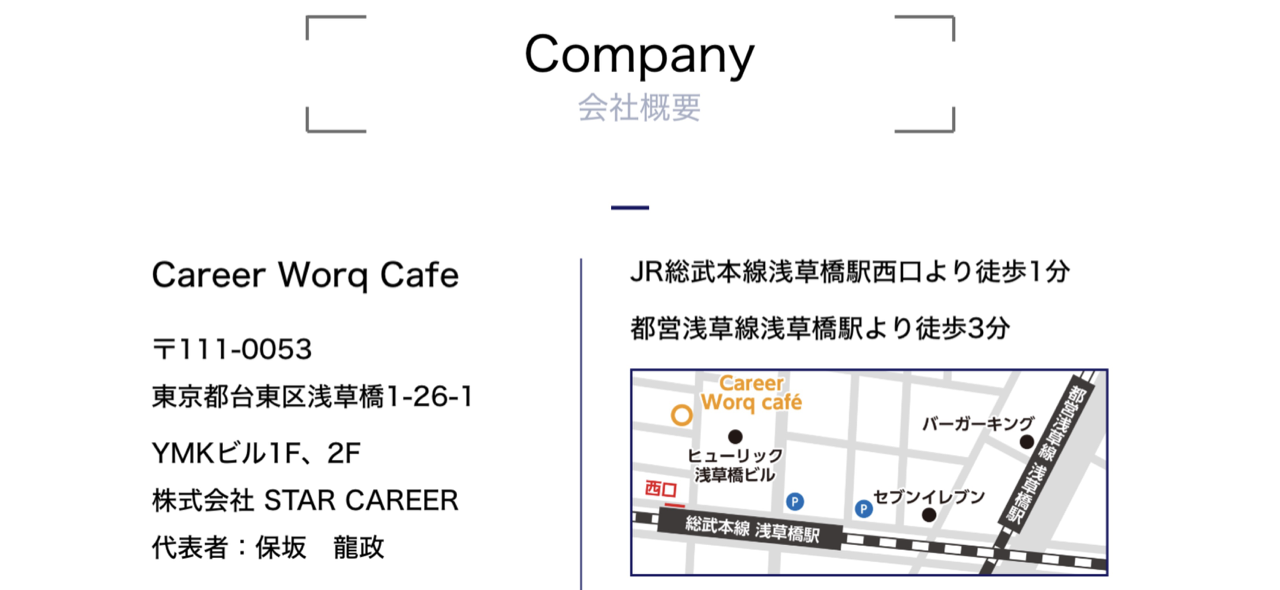 Company
会社概要
Career Worq Cafe
〒111-0053
東京都台東区浅草橋1-26-1
YMKビル1F、2F
株式会社 STAR CAREER
代表者：保坂　龍政
JR総武本線浅草橋駅西口より徒歩1分
都営浅草線浅草橋駅より徒歩3分
Career
Worq café
ヒューリック
浅草橋ビル
西口
P
P
総武本線 浅草橋駅
バーガーキング
セブンイレブン
都営浅草線 浅草橋駅